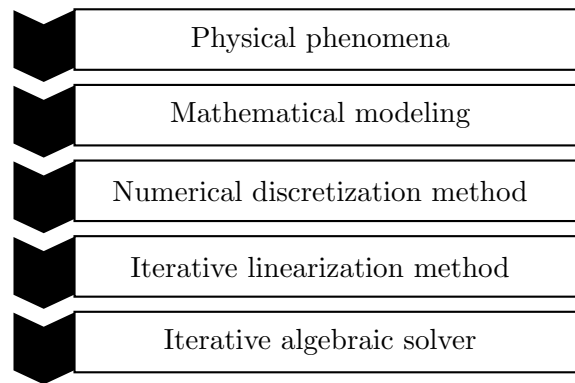 Physical phenomena
Mathematical modeling
Numerical discretization method
Iterative linearization method
Iterative algebraic solver